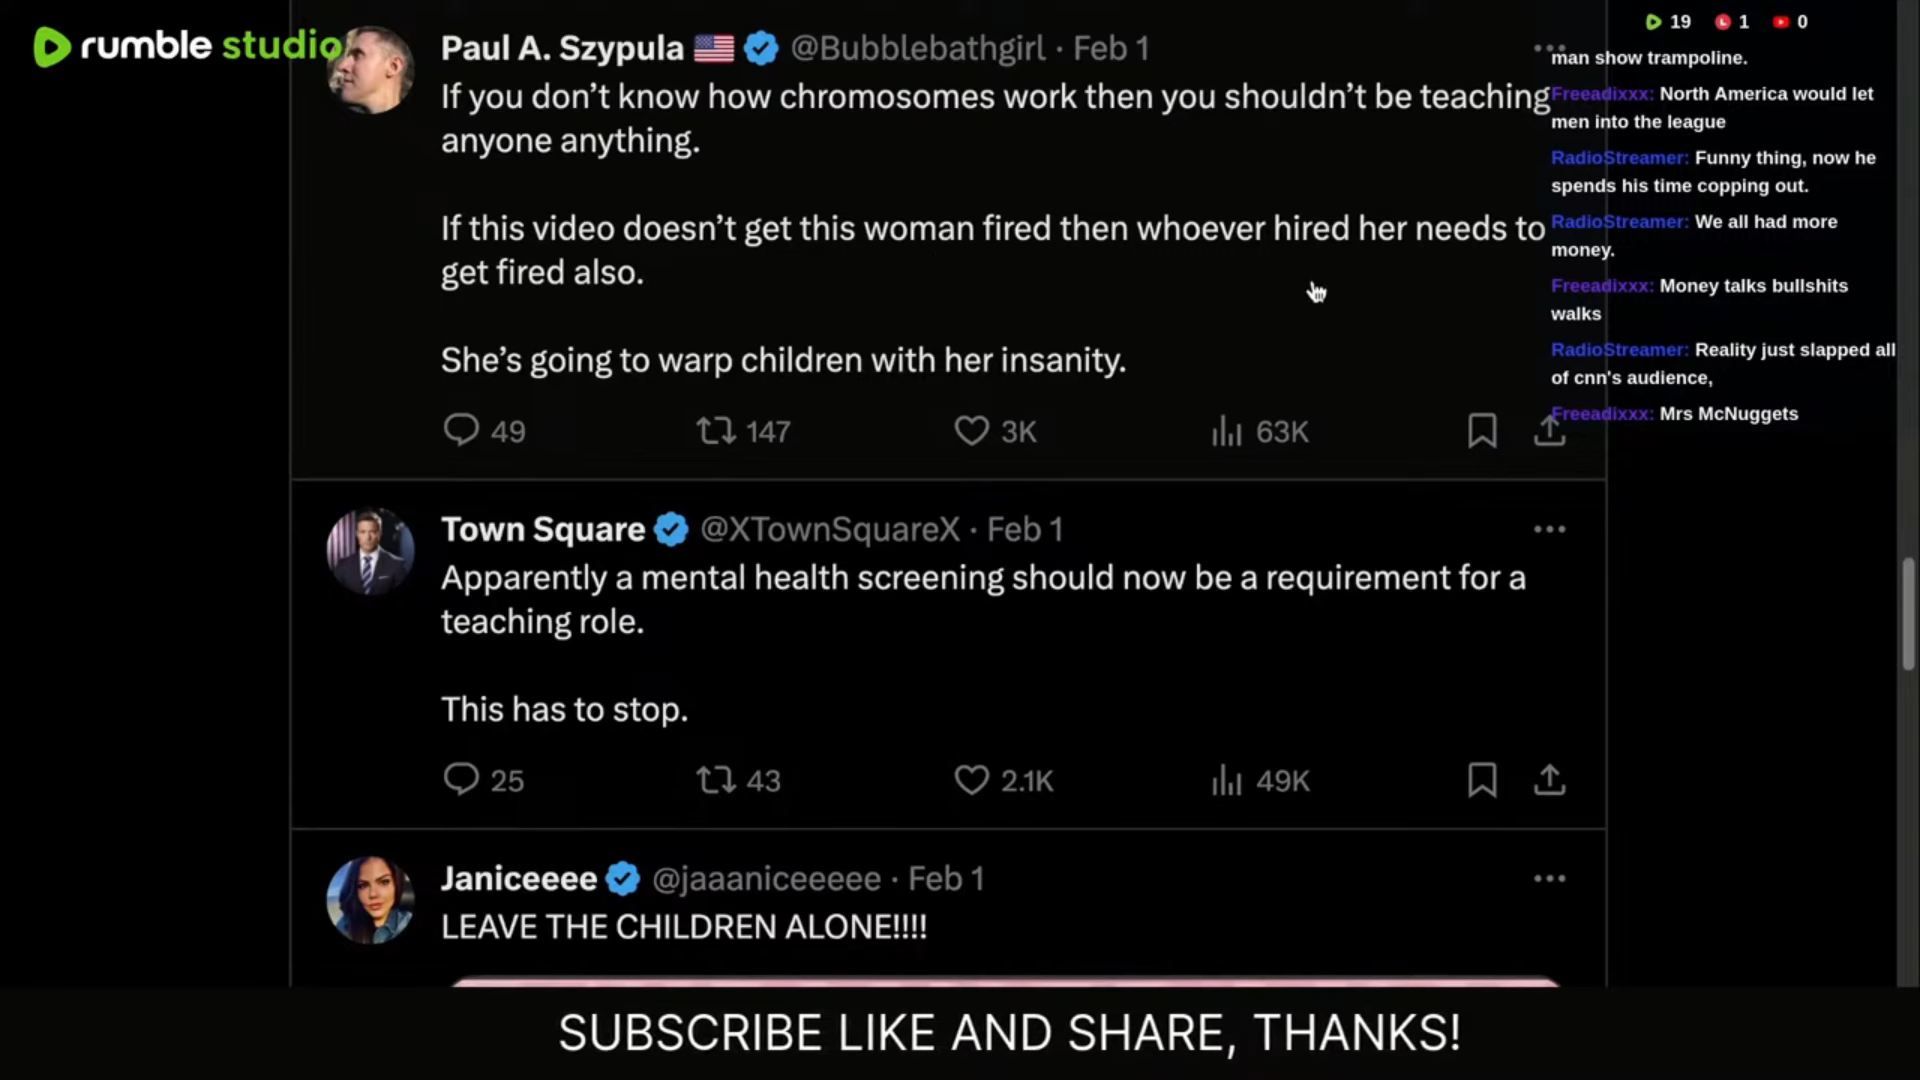 rumble studio
Paul A. Szypula @Bubblebathgirl · Feb 1
If you don’t know how chromosomes work then you shouldn’t be teaching
anyone anything.
If this video doesn’t get this woman fired then whoever hired her needs to
get fired also.
She’s going to warp children with her insanity.
49 147 3K 63K
Town Square @XTownSquareX · Feb 1
Apparently a mental health screening should now be a requirement for a
teaching role.
This has to stop.
25 43 2.1K 49K
Janiceeee @jaaaniceeeee · Feb 1
LEAVE THE CHILDREN ALONE!!!!
19 1 0
man show trampoline.
Freeadixxx: North America would let
men into the league
RadioStreamer: Funny thing, now he
spends his time copping out.
RadioStreamer: We all had more
money.
Freeadixxx: Money talks bullshits
walks
RadioStreamer: Reality just slapped all
of cnn's audience,
Freeadixxx: Mrs McNuggets
SUBSCRIBE LIKE AND SHARE, THANKS!